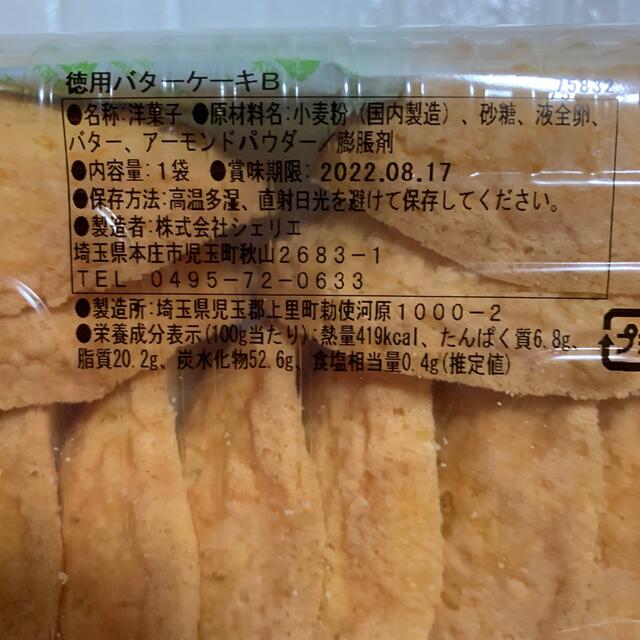 徳用バターケーキB
75832
●名称:洋菓子 ●原材料名:小麦粉(国内製造)、砂糖、液全卵、
バター、アーモンドパウダー/膨脹剤
●内容量:1袋 ●賞味期限:2022.08.17
●保存方法:高温多湿、直射日光を避けて保存してください。
●製造者:株式会社シェリエ
埼玉県本庄市児玉町秋山2683-1
TEL 0495-72-0633
●製造所:埼玉県児玉郡上里町勅使河原1000-2
●栄養成分表示(100g当たり):熱量419kcal、たんぱく質6.8g、
脂質20.2g、炭水化物52.6g、食塩相当量0.4g(推定値)
プラ